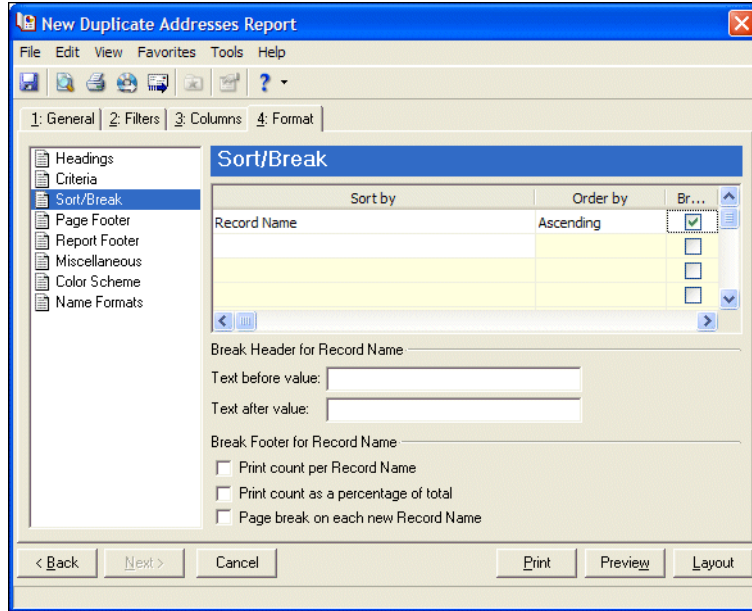 New Duplicate Addresses Report
File Edit View Favorites Tools Help
?
1: General 2: Filters 3: Columns 4: Format
Headings
Criteria
Sort/Break
Page Footer
Report Footer
Miscellaneous
Color Scheme
Name Formats
Sort/Break
Sort by Order by Br...
Record Name Ascending
Break Header for Record Name
Text before value:
Text after value:
Break Footer for Record Name
Print count per Record Name
Print count as a percentage of total
Page break on each new Record Name
< Back Next > Cancel Print Preview Layout